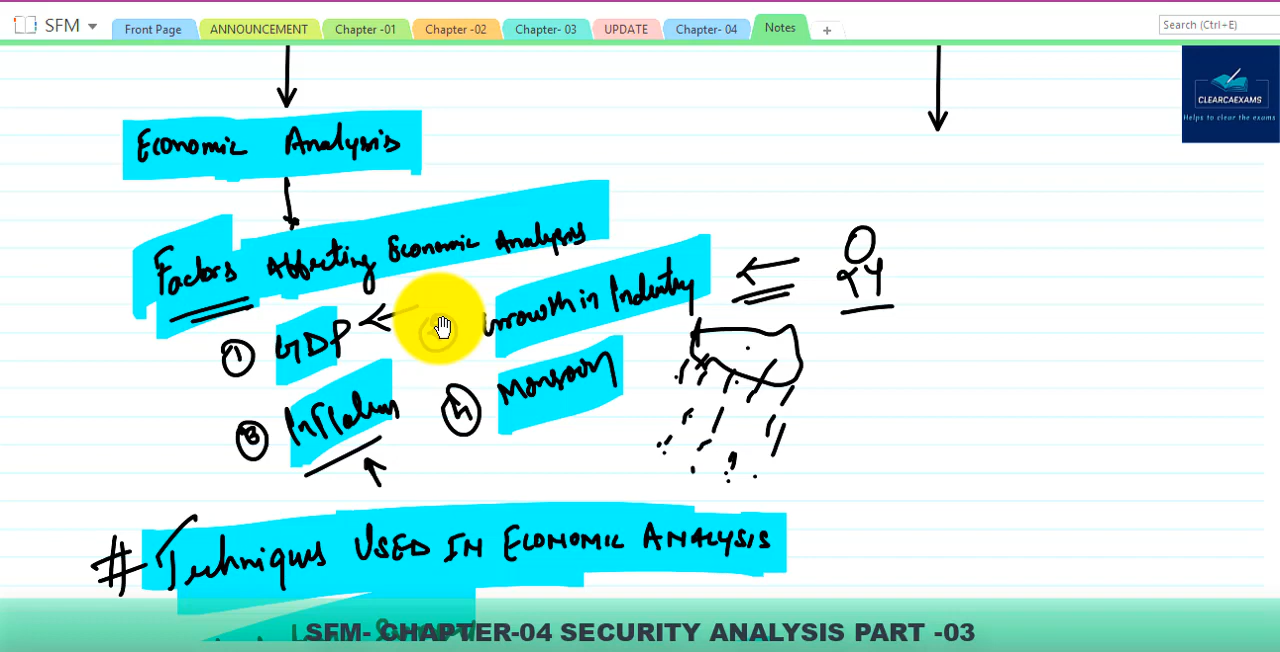 SFM Front Page ANNOUNCEMENT Chapter -01 Chapter -02 Chapter- 03 UPDATE Chapter- 04 Notes +
Search (Ctrl+E)
CLEARCAEXAMS
Helps to clear the exams
Economic Analysis
Factors Affecting Economic Analysis
① GDP ② Growth in Industry
③ Inflation ④ Monsoon
# Techniques USED IN ECONOMIC ANALYSIS
SFM- CHAPTER-04 SECURITY ANALYSIS PART -03